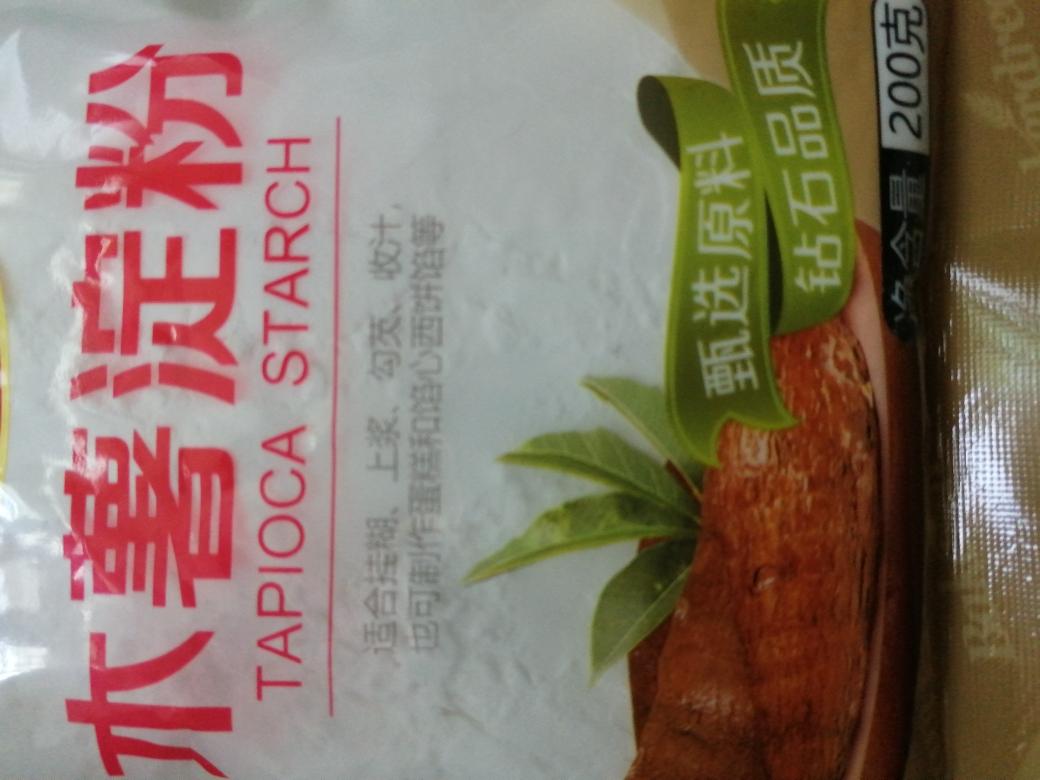 木薯淀粉
TAPIOCA STARCH
适合挂糊、上浆、勾芡、收汁,
也可制作蛋糕和馅心西饼馅等
甄选原料
钻石品质
净含量 200克